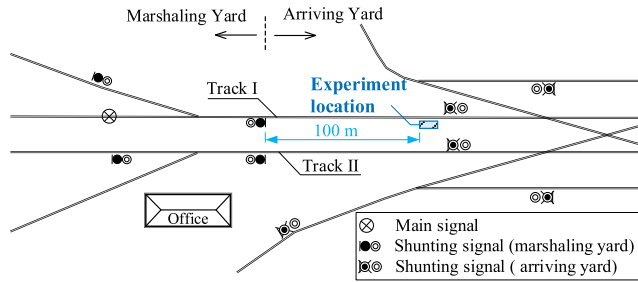 Marshaling Yard
Arriving Yard
Track I
Experiment
location
100 m
Track II
Office
Main signal
Shunting signal (marshaling yard)
Shunting signal ( arriving yard)